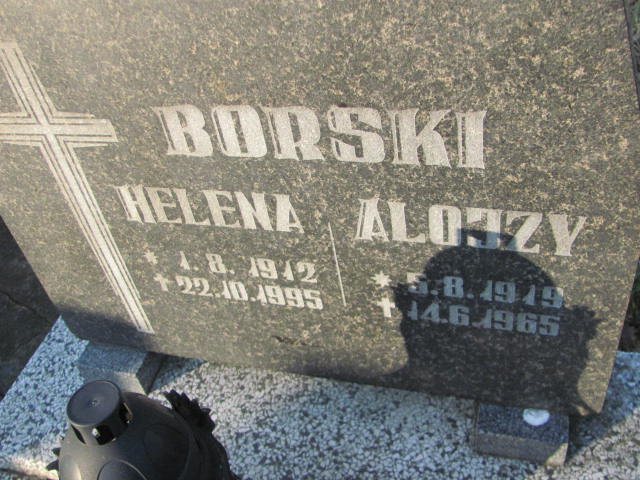 BORSKI
HELENA
* 1.8.1912
+ 22.10.1995
ALOJZY
* 5.8.1919
+ 14.6.1965